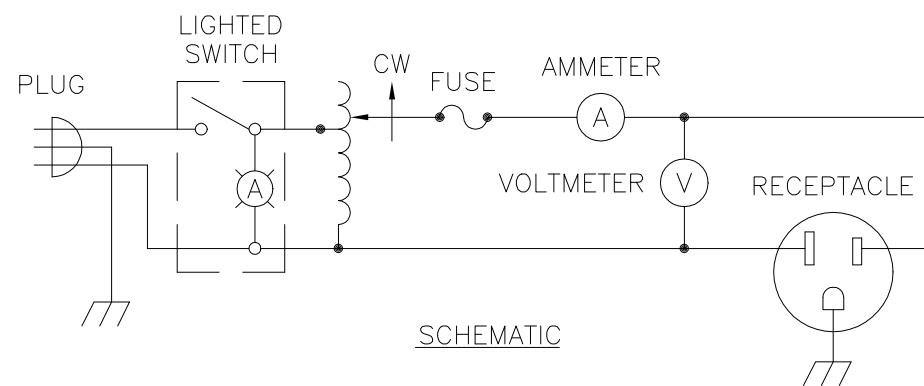 LIGHTED
SWITCH
PLUG
CW
FUSE
AMMETER
A
A
VOLTMETER
V
RECEPTACLE
SCHEMATIC